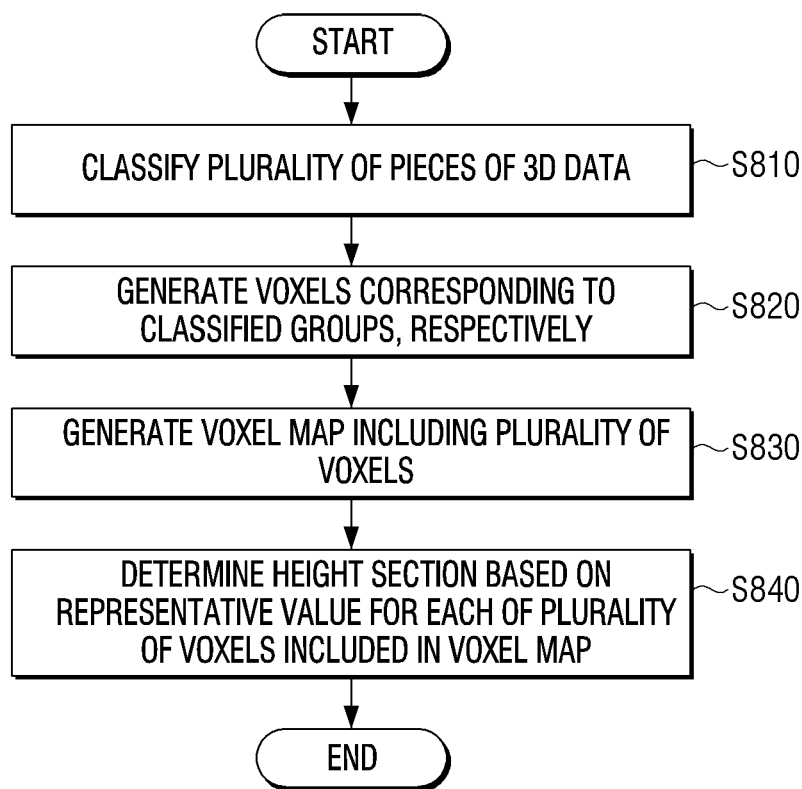 START
CLASSIFY PLURALITY OF PIECES OF 3D DATA
S810
GENERATE VOXELS CORRESPONDING TO
CLASSIFIED GROUPS, RESPECTIVELY
S820
GENERATE VOXEL MAP INCLUDING PLURALITY OF
VOXELS
S830
DETERMINE HEIGHT SECTION BASED ON
REPRESENTATIVE VALUE FOR EACH OF PLURALITY
OF VOXELS INCLUDED IN VOXEL MAP
S840
END